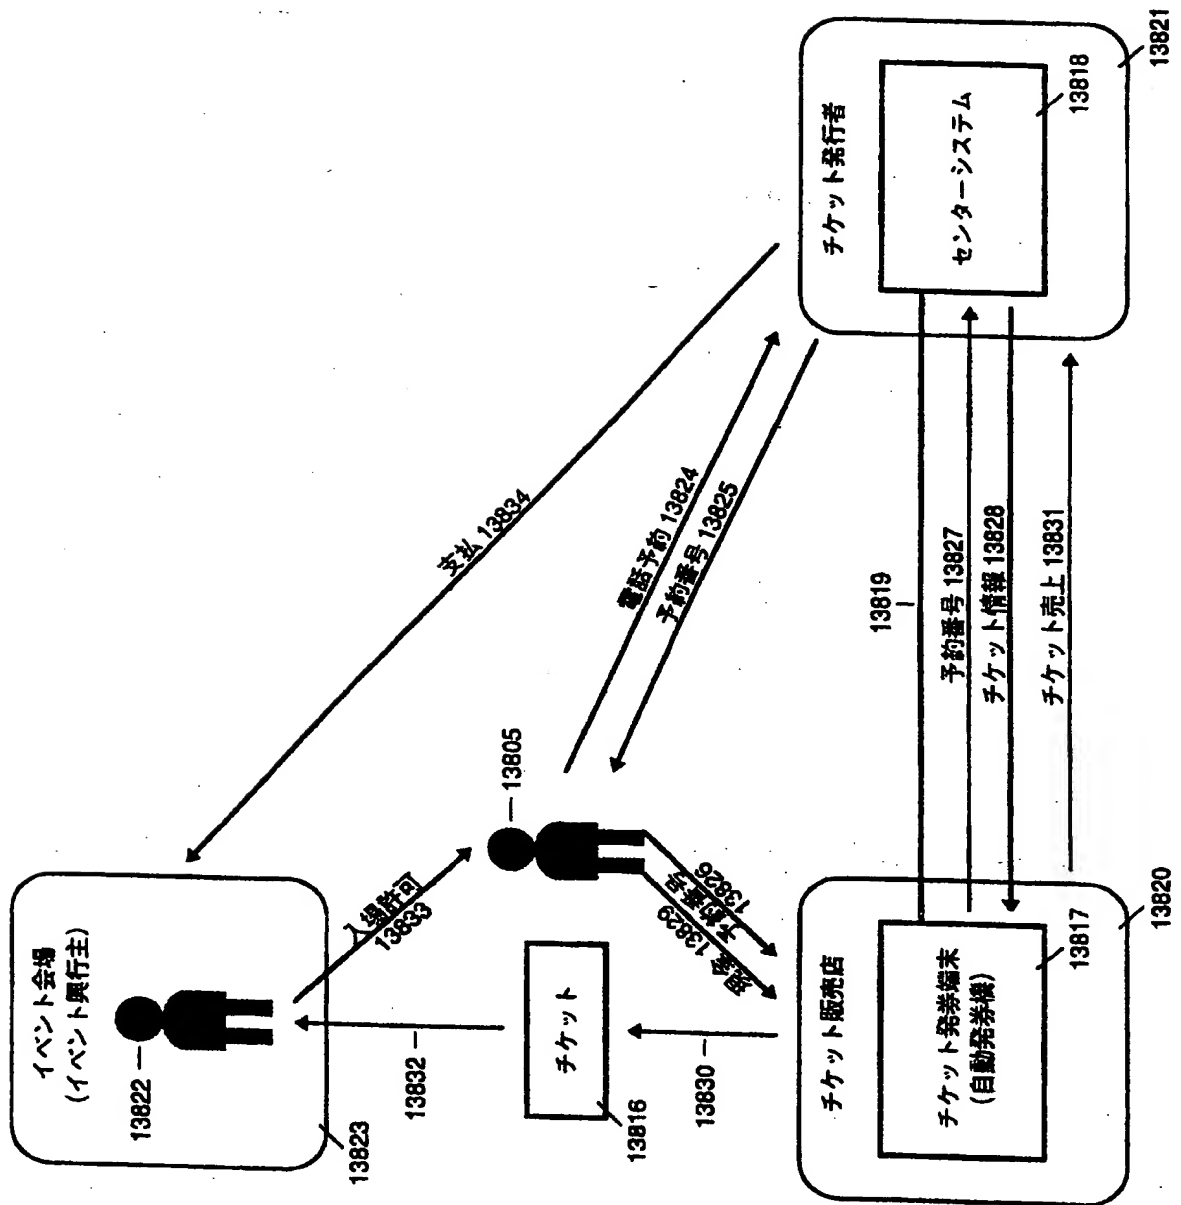 イベント会場
(イベント興行主)
13822
13823
入場許可
13833
13832
チケット
13816
13830
13805
支払 13834
電話予約 13824
予約番号 13825
13829
予約番号
13826
チケット販売店
チケット発券端末
(自動発券機)
13817
13820
チケット発行者
センターシステム
13818
13821
13819
予約番号 13827
チケット情報 13828
チケット売上 13831